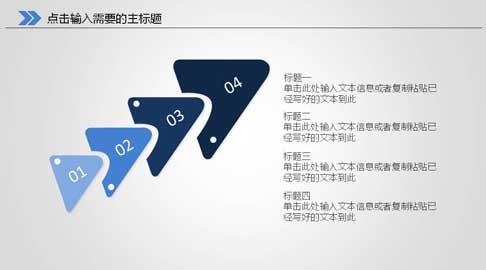 点击输入需要的主标题
01
02
03
04
标题一
单击此处输入文本信息或者复制粘贴已
经写好的文本到此
标题二
单击此处输入文本信息或者复制粘贴已
经写好的文本到此
标题三
单击此处输入文本信息或者复制粘贴已
经写好的文本到此
标题四
单击此处输入文本信息或者复制粘贴已
经写好的文本到此